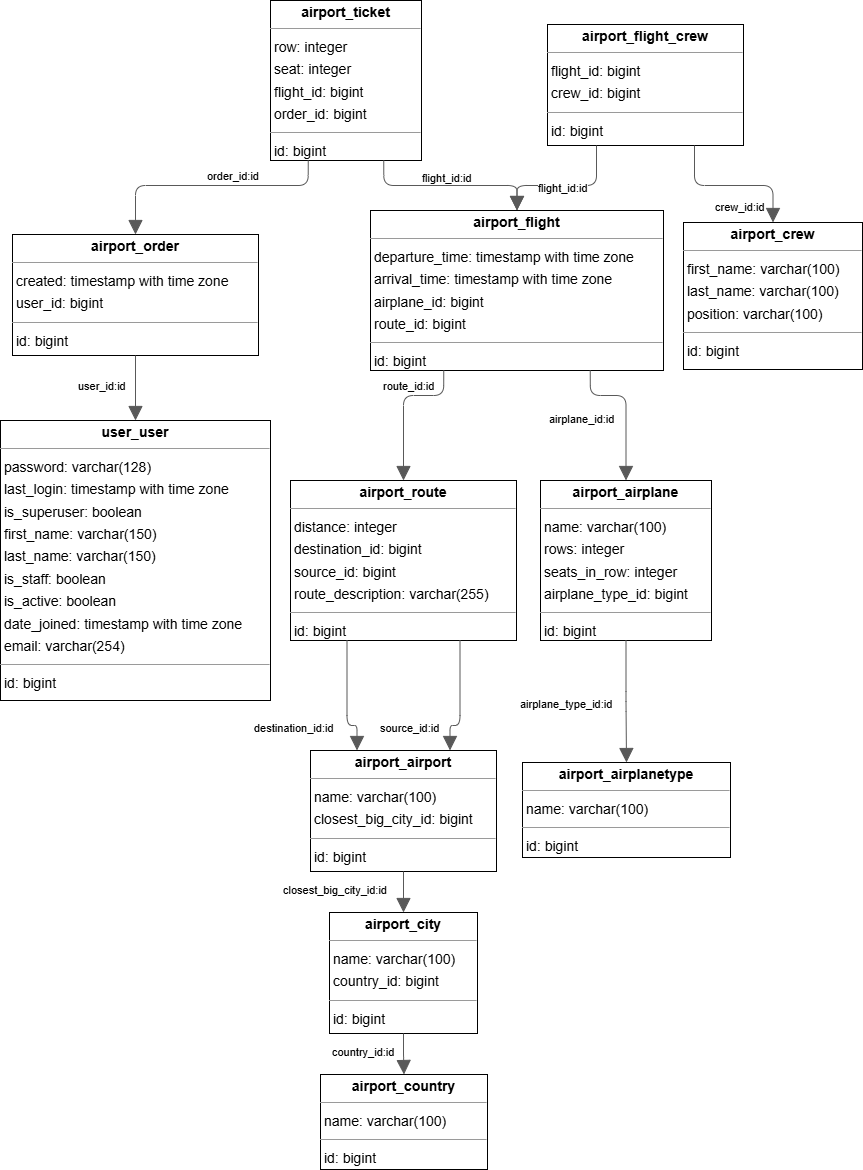 airport_ticket
row: integer
seat: integer
flight_id: bigint
order_id: bigint
id: bigint
airport_flight_crew
flight_id: bigint
crew_id: bigint
id: bigint
order_id:id
flight_id:id
flight_id:id
crew_id:id
airport_order
created: timestamp with time zone
user_id: bigint
id: bigint
airport_flight
departure_time: timestamp with time zone
arrival_time: timestamp with time zone
airplane_id: bigint
route_id: bigint
id: bigint
airport_crew
first_name: varchar(100)
last_name: varchar(100)
position: varchar(100)
id: bigint
user_id:id
route_id:id
airplane_id:id
user_user
password: varchar(128)
last_login: timestamp with time zone
is_superuser: boolean
first_name: varchar(150)
last_name: varchar(150)
is_staff: boolean
is_active: boolean
date_joined: timestamp with time zone
email: varchar(254)
id: bigint
airport_route
distance: integer
destination_id: bigint
source_id: bigint
route_description: varchar(255)
id: bigint
airport_airplane
name: varchar(100)
rows: integer
seats_in_row: integer
airplane_type_id: bigint
id: bigint
destination_id:id
source_id:id
airplane_type_id:id
airport_airport
name: varchar(100)
closest_big_city_id: bigint
id: bigint
airport_airplanetype
name: varchar(100)
id: bigint
closest_big_city_id:id
airport_city
name: varchar(100)
country_id: bigint
id: bigint
country_id:id
airport_country
name: varchar(100)
id: bigint